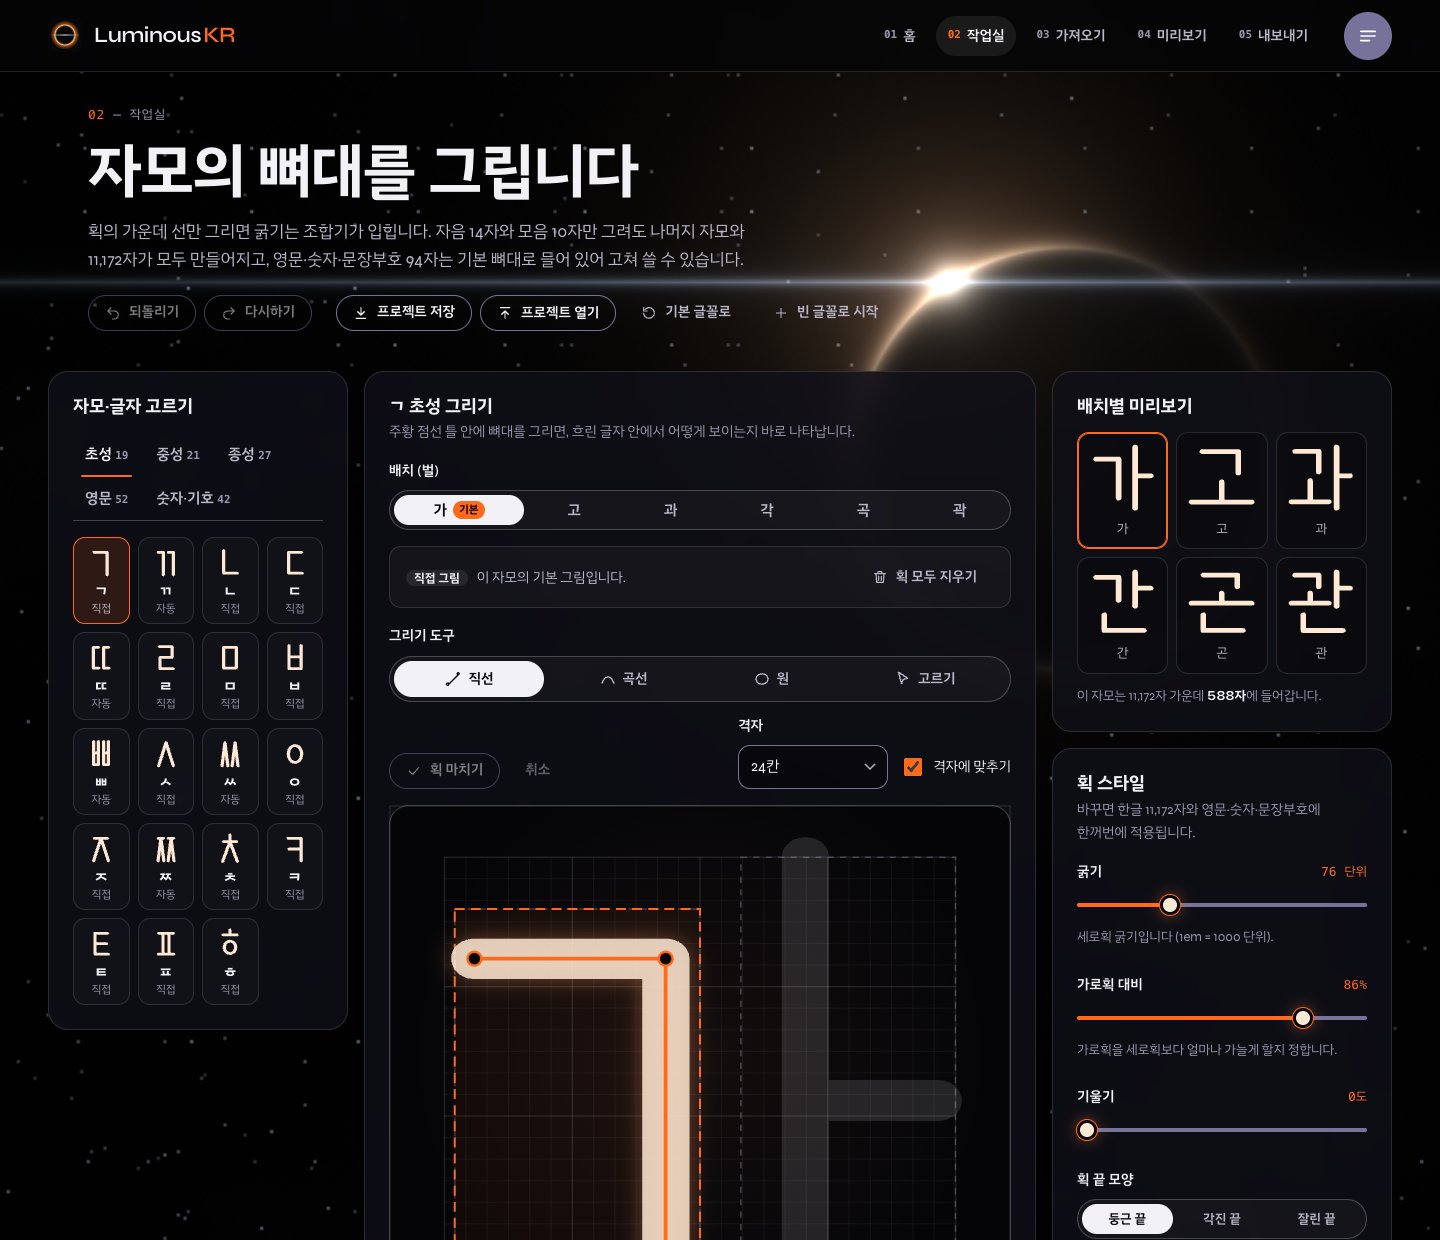 LuminousKR
01 홈
02 작업실
03 가져오기
04 미리보기
05 내보내기
02 — 작업실
자모의 뼈대를 그립니다
획의 가운데 선만 그리면 굵기는 조합기가 입힙니다. 자음 14자와 모음 10자만 그려도 나머지 자모와
11,172자가 모두 만들어지고, 영문·숫자·문장부호 94자는 기본 뼈대로 들어 있어 고쳐 쓸 수 있습니다.
되돌리기
다시하기
프로젝트 저장
프로젝트 열기
기본 글꼴로
빈 글꼴로 시작
자모·글자 고르기
초성 19
중성 21
종성 27
영문 52
숫자·기호 42
ㄱ ㄲ ㄴ ㄷ
ㄱ ㄲ ㄴ ㄷ
직접 자동 직접 직접
ㄸ ㄹ ㅁ ㅂ
ㄸ ㄹ ㅁ ㅂ
자동 직접 직접 직접
ㅃ ㅅ ㅆ ㅇ
ㅃ ㅅ ㅆ ㅇ
자동 직접 자동 직접
ㅈ ㅉ ㅊ ㅋ
ㅈ ㅉ ㅊ ㅋ
직접 자동 직접 직접
ㅌ ㅍ ㅎ
ㅌ ㅍ ㅎ
직접 직접 직접
ㄱ 초성 그리기
주황 점선 틀 안에 뼈대를 그리면, 흐린 글자 안에서 어떻게 보이는지 바로 나타납니다.
배치 (벌)
가 기본
고
과
각
곡
곽
직접 그림 이 자모의 기본 그림입니다.
획 모두 지우기
그리기 도구
직선
곡선
원
고르기
획 마치기
취소
격자
24칸
격자에 맞추기
가
배치별 미리보기
가 고 과
가 고 과
간 곤 관
간 곤 관
이 자모는 11,172자 가운데 588자에 들어갑니다.
획 스타일
바꾸면 한글 11,172자와 영문·숫자·문장부호에
한꺼번에 적용됩니다.
굵기
76 단위
세로획 굵기입니다 (1em = 1000 단위).
가로획 대비
86%
가로획을 세로획보다 얼마나 가늘게 할지 정합니다.
기울기
0도
획 끝 모양
둥근 끝
각진 끝
잘린 끝